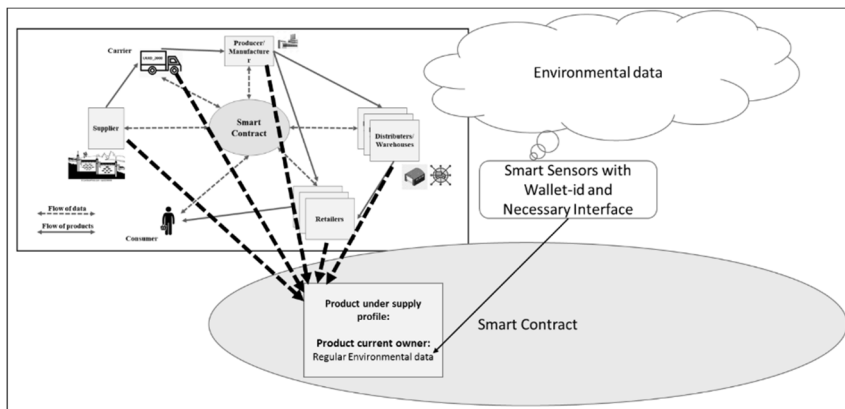 Producer/
Manufacture
r
Carrier
Supplier
Smart
Contract
Distributers/
Warehouses
Retailers
Consumer
Flow of data
Flow of products
Environmental data
Smart Sensors with
Wallet-id and
Necessary Interface
Smart Contract
Product under supply
profile:
Product current owner:
Regular Environmental data